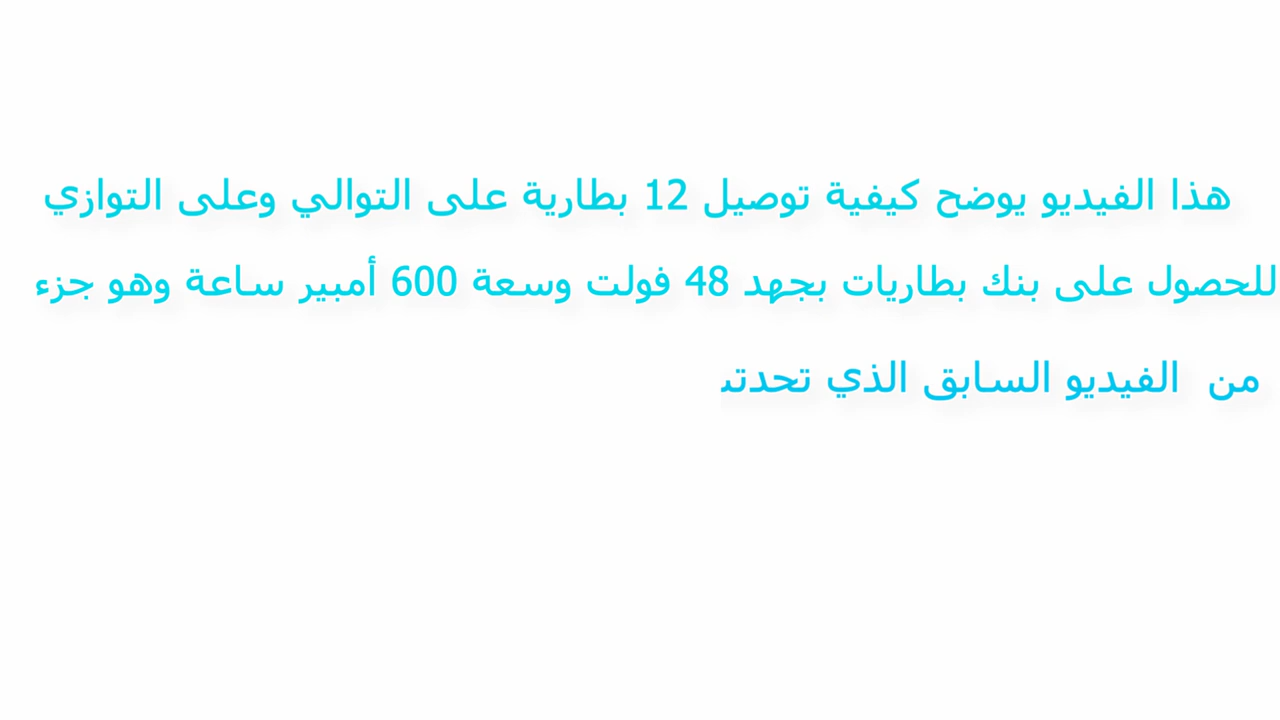 هذا الفيديو يوضح كيفية توصيل 12 بطارية على التوالي وعلى التوازي
للحصول على بنك بطاريات بجهد 48 فولت وسعة 600 أمبير ساعة وهو جزء
من الفيديو السابق الذي